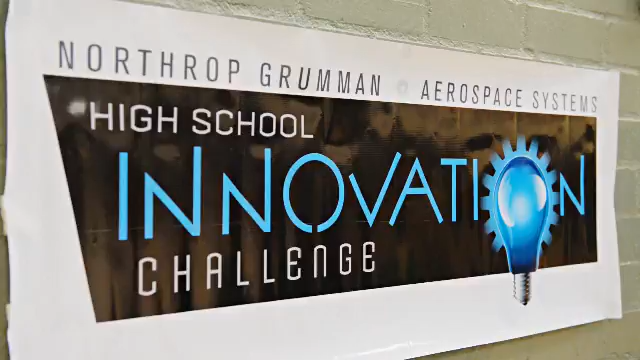 NORTHROP GRUMMAN AEROSPACE SYSTEMS
HIGH SCHOOL
INNOVATION
CHALLENGE